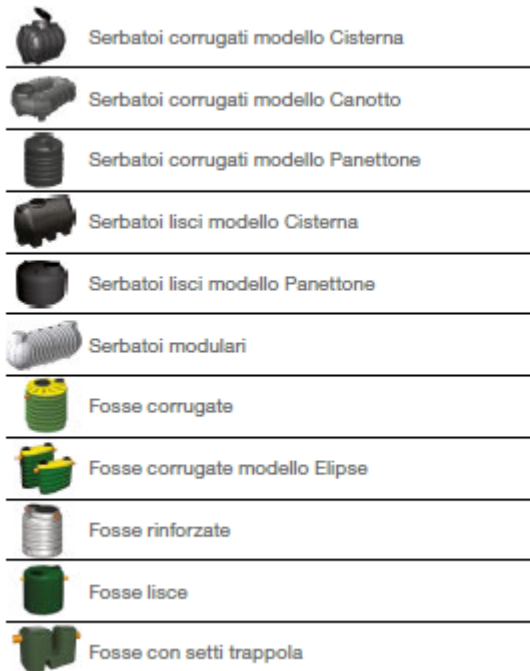 Serbatoi corrugati modello Cisterna
Serbatoi corrugati modello Canotto
Serbatoi corrugati modello Panettone
Serbatoi lisci modello Cisterna
Serbatoi lisci modello Panettone
Serbatoi modulari
Fosse corrugate
Fosse corrugate modello Elipse
Fosse rinforzate
Fosse lisce
Fosse con setti trappola